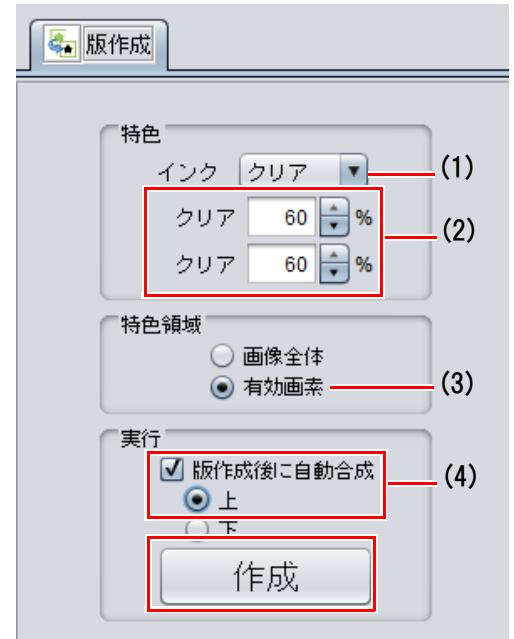 版作成
特色
インク クリア (1)
クリア 60 % (2)
クリア 60 %
特色領域
画像全体
有効画素 (3)
実行
版作成後に自動合成 (4)
上
下
作成